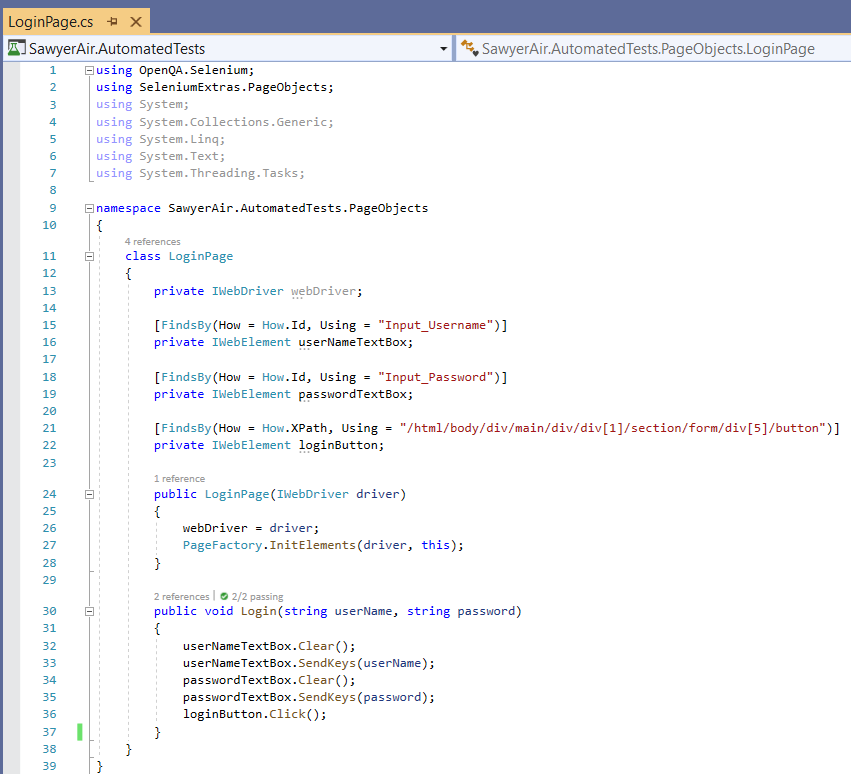 LoginPage.cs
SawyerAir.AutomatedTests SawyerAir.AutomatedTests.PageObjects.LoginPage
1 using OpenQA.Selenium;
2 using SeleniumExtras.PageObjects;
3 using System;
4 using System.Collections.Generic;
5 using System.Linq;
6 using System.Text;
7 using System.Threading.Tasks;
8
9 namespace SawyerAir.AutomatedTests.PageObjects
10 {
4 references
11 class LoginPage
12 {
13 private IWebDriver webDriver;
14
15 [FindsBy(How = How.Id, Using = "Input_Username")]
16 private IWebElement userNameTextBox;
17
18 [FindsBy(How = How.Id, Using = "Input_Password")]
19 private IWebElement passwordTextBox;
20
21 [FindsBy(How = How.XPath, Using = "/html/body/div/main/div/div[1]/section/form/div[5]/button")]
22 private IWebElement loginButton;
23
1 reference
24 public LoginPage(IWebDriver driver)
25 {
26 webDriver = driver;
27 PageFactory.InitElements(driver, this);
28 }
29
2 references | 2/2 passing
30 public void Login(string userName, string password)
31 {
32 userNameTextBox.Clear();
33 userNameTextBox.SendKeys(userName);
34 passwordTextBox.Clear();
35 passwordTextBox.SendKeys(password);
36 loginButton.Click();
37 }
38 }
39 }